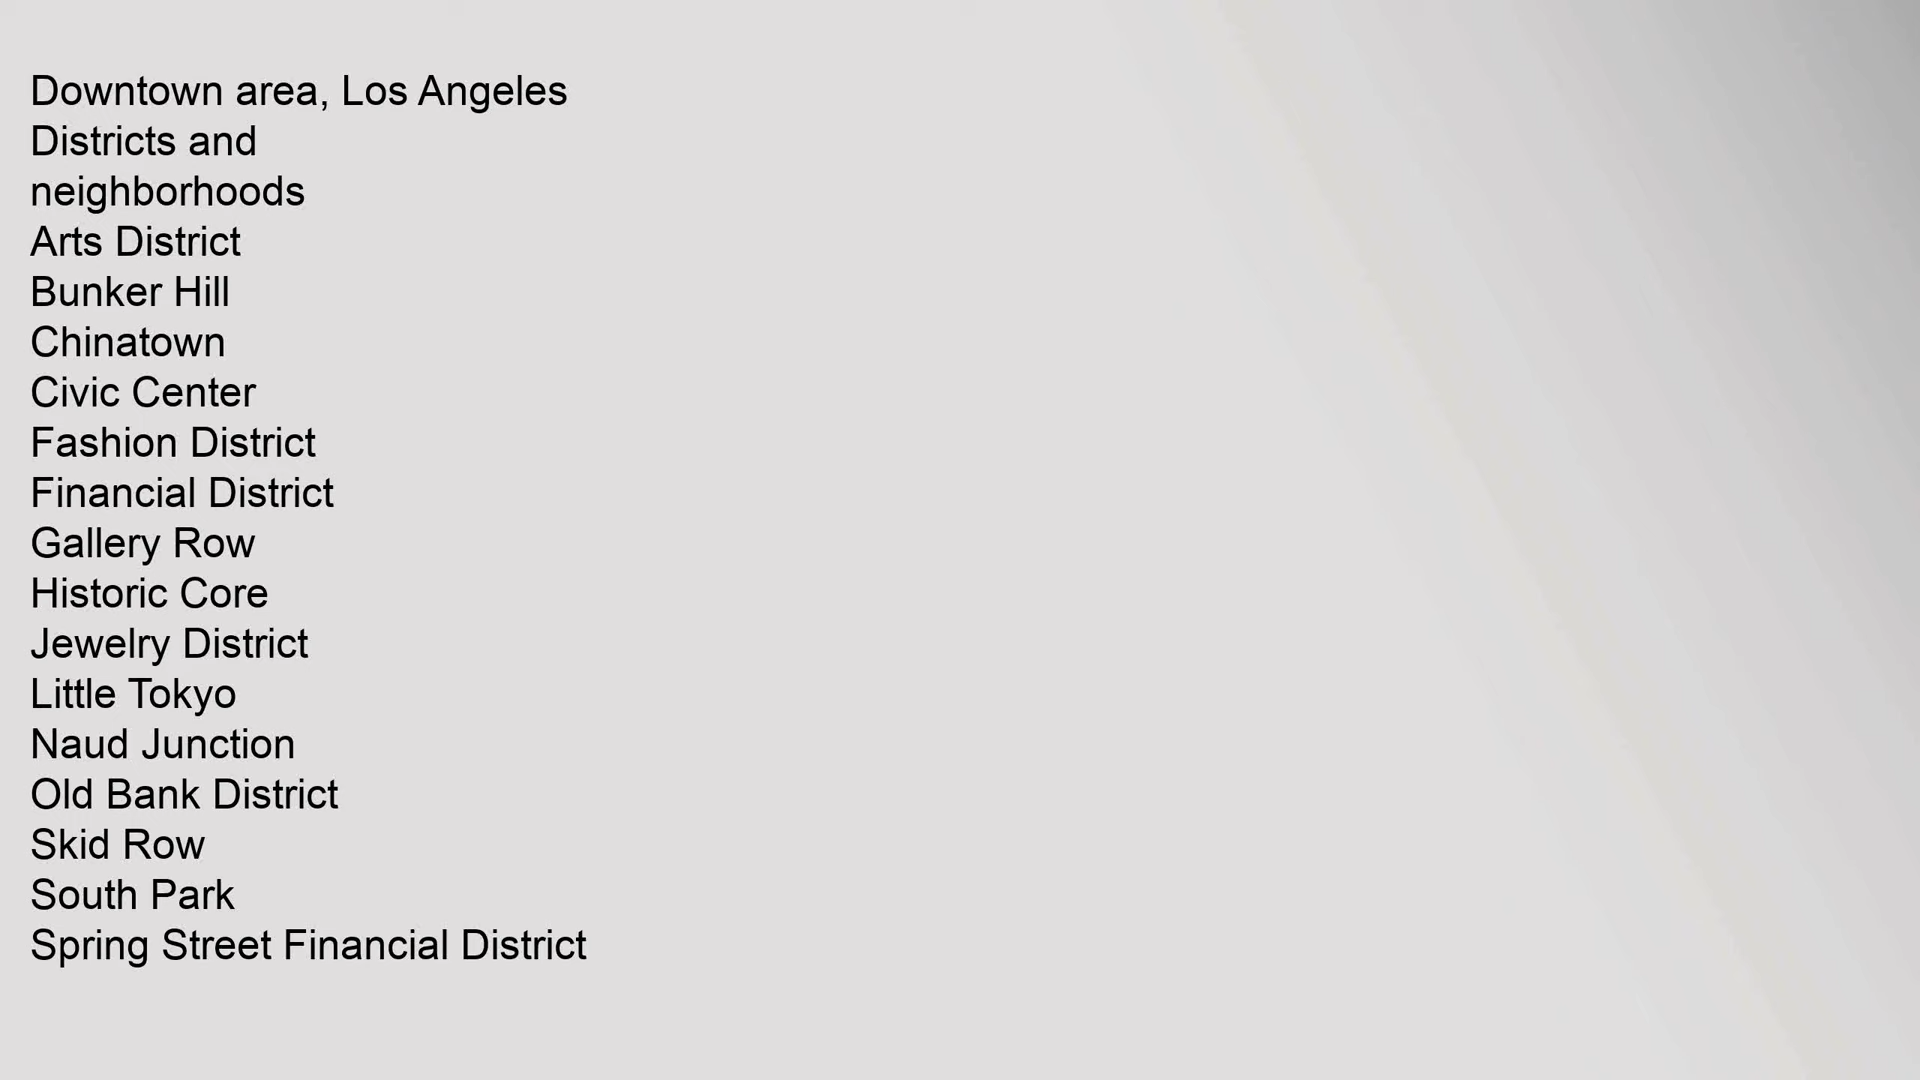 Downtown area, Los Angeles
Districts and
neighborhoods
Arts District
Bunker Hill
Chinatown
Civic Center
Fashion District
Financial District
Gallery Row
Historic Core
Jewelry District
Little Tokyo
Naud Junction
Old Bank District
Skid Row
South Park
Spring Street Financial District